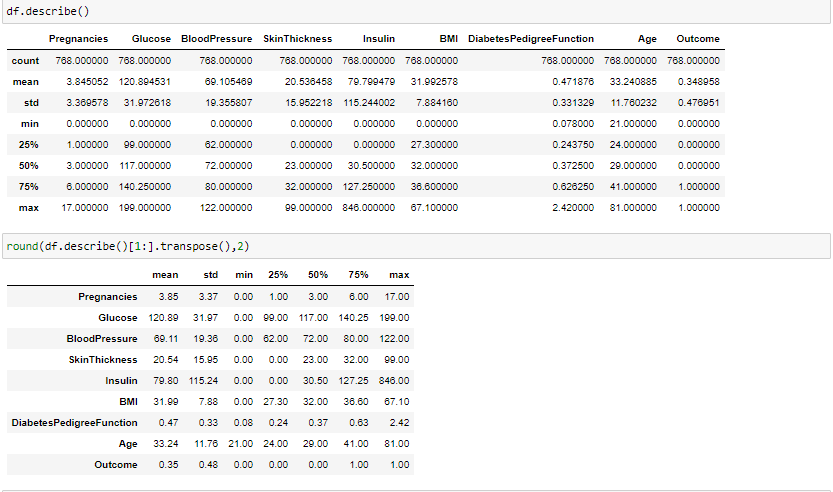 df.describe()
Pregnancies Glucose BloodPressure SkinThickness Insulin BMI DiabetesPedigreeFunction Age Outcome
count 768.000000 768.000000 768.000000 768.000000 768.000000 768.000000 768.000000 768.000000 768.000000
mean 3.845052 120.894531 69.105469 20.536458 79.799479 31.992578 0.471876 33.240885 0.348958
std 3.369578 31.972618 19.355807 15.952218 115.244002 7.884160 0.331329 11.760232 0.476951
min 0.000000 0.000000 0.000000 0.000000 0.000000 0.000000 0.078000 21.000000 0.000000
25% 1.000000 99.000000 62.000000 0.000000 0.000000 27.300000 0.243750 24.000000 0.000000
50% 3.000000 117.000000 72.000000 23.000000 30.500000 32.000000 0.372500 29.000000 0.000000
75% 6.000000 140.250000 80.000000 32.000000 127.250000 36.600000 0.626250 41.000000 1.000000
max 17.000000 199.000000 122.000000 99.000000 846.000000 67.100000 2.420000 81.000000 1.000000
round(df.describe()[1:].transpose(),2)
mean std min 25% 50% 75% max
Pregnancies 3.85 3.37 0.00 1.00 3.00 6.00 17.00
Glucose 120.89 31.97 0.00 99.00 117.00 140.25 199.00
BloodPressure 69.11 19.36 0.00 62.00 72.00 80.00 122.00
SkinThickness 20.54 15.95 0.00 0.00 23.00 32.00 99.00
Insulin 79.80 115.24 0.00 0.00 30.50 127.25 846.00
BMI 31.99 7.88 0.00 27.30 32.00 36.60 67.10
DiabetesPedigreeFunction 0.47 0.33 0.08 0.24 0.37 0.63 2.42
Age 33.24 11.76 21.00 24.00 29.00 41.00 81.00
Outcome 0.35 0.48 0.00 0.00 0.00 1.00 1.00